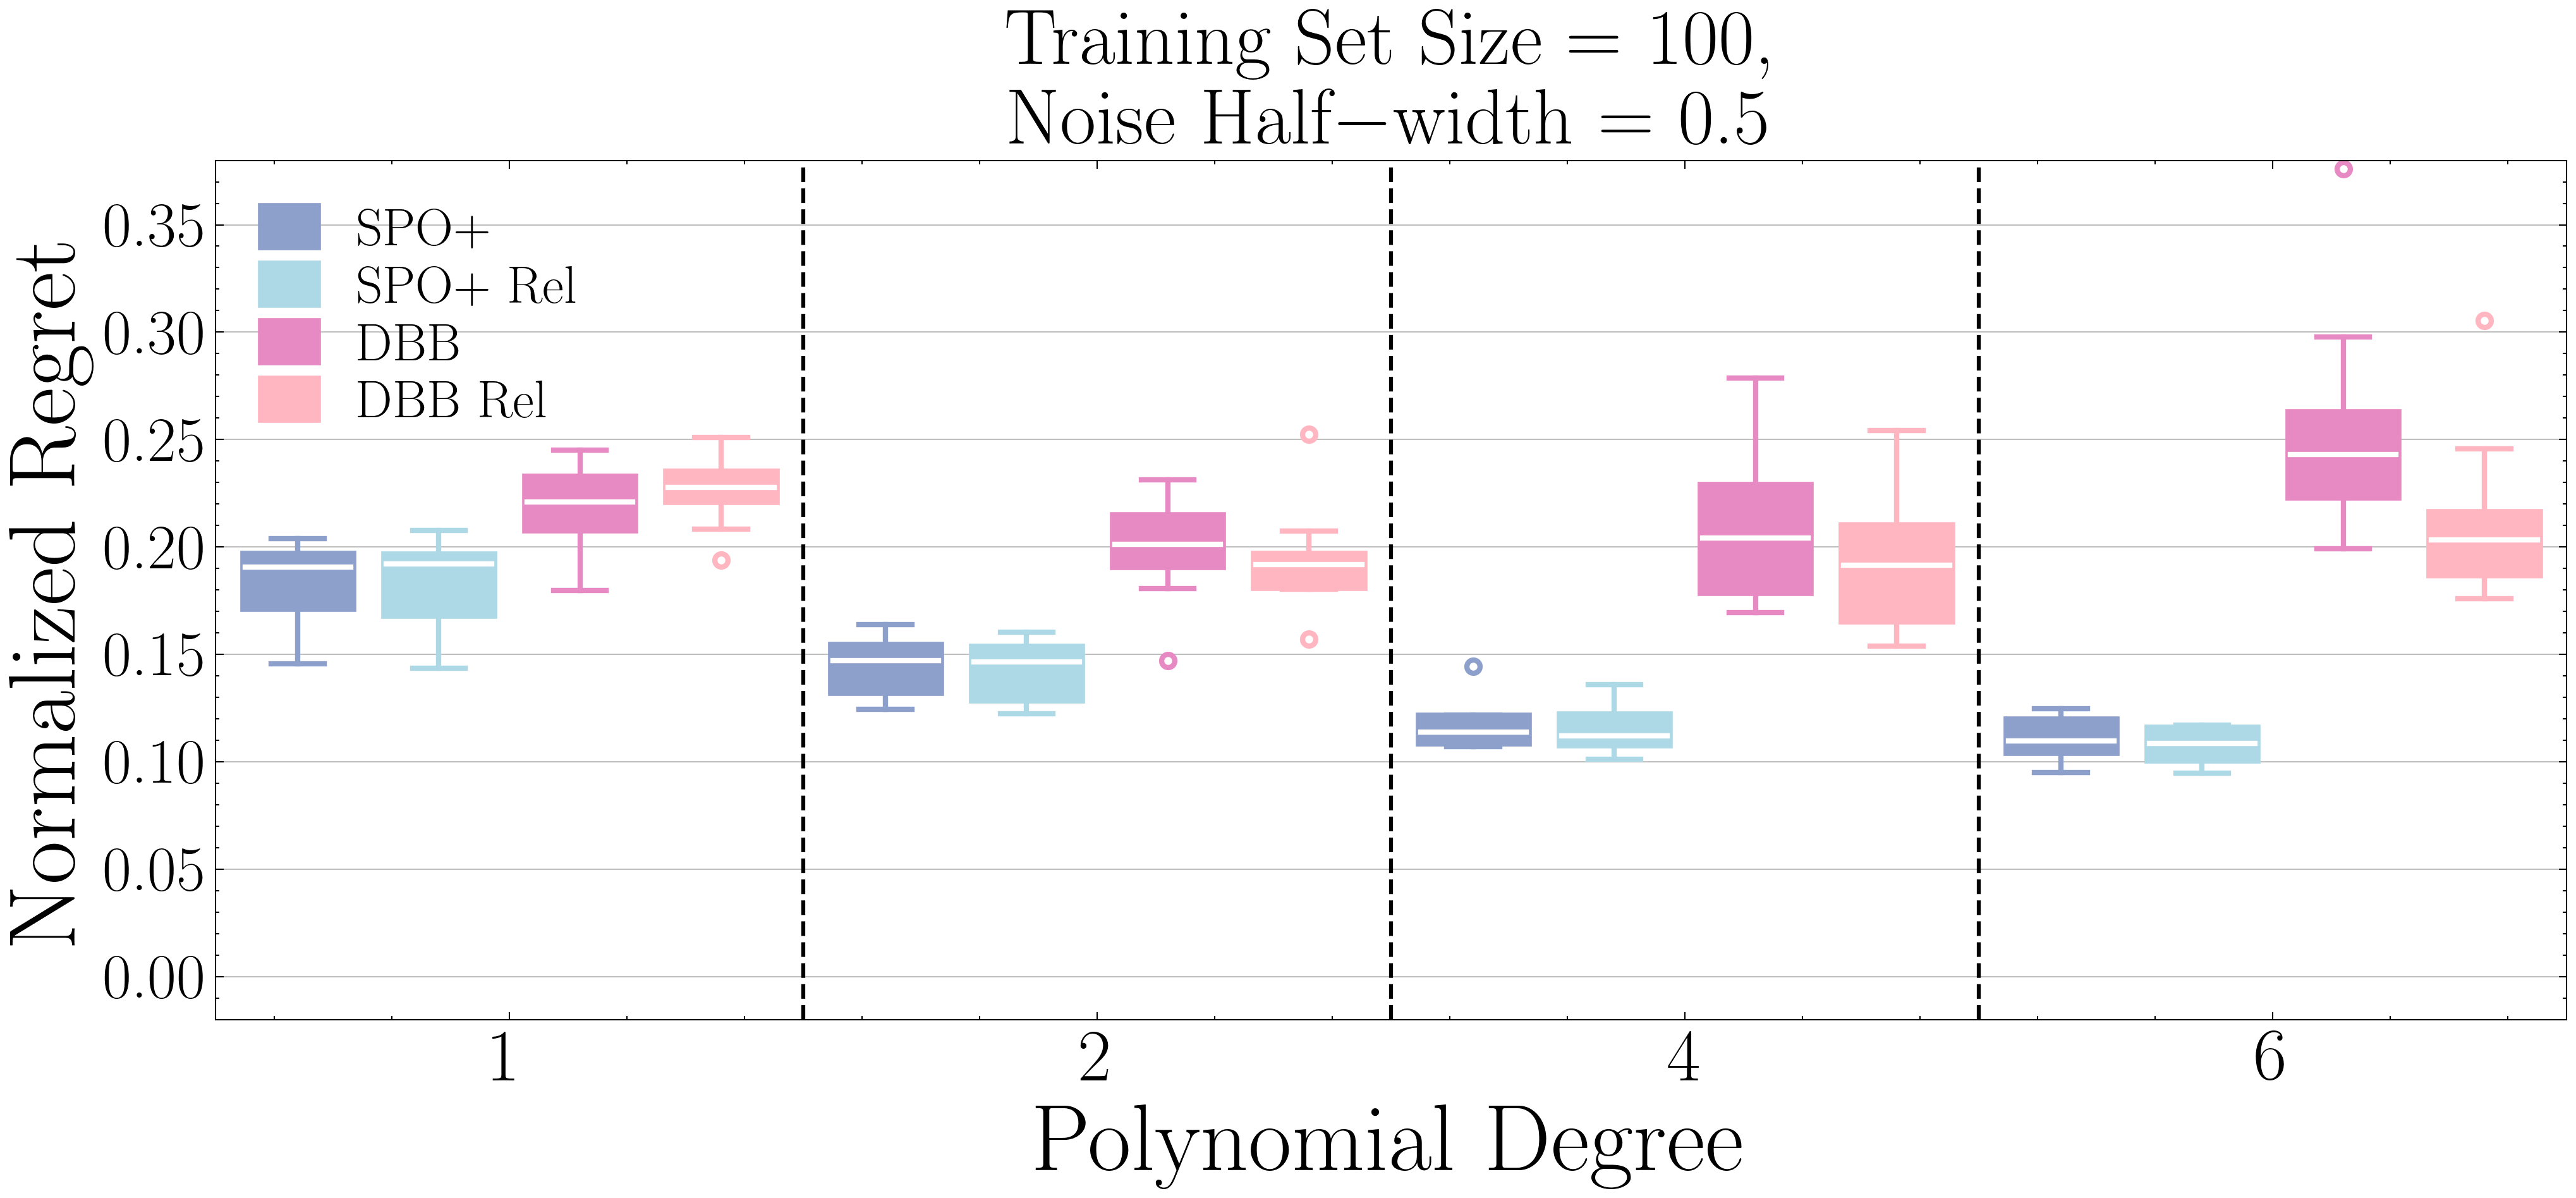 Training Set Size = 100,
Noise Half−width = 0.5
Normalized Regret
0.35
0.30
0.25
0.20
0.15
0.10
0.05
0.00
SPO+
SPO+ Rel
DBB
DBB Rel
1 2 4 6
Polynomial Degree